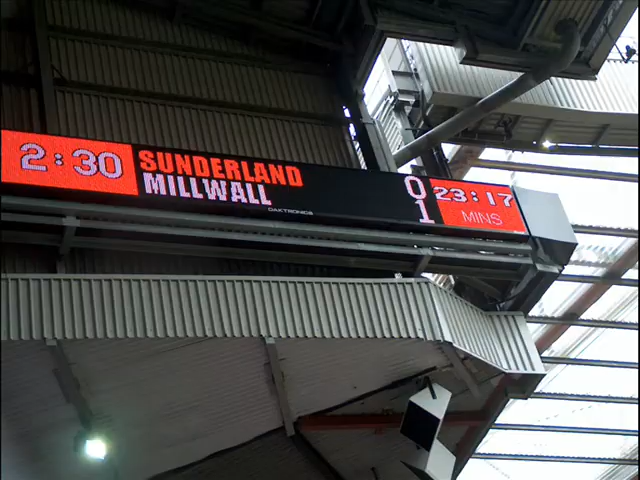 2:30
SUNDERLAND 0
MILLWALL 1
DAKTRONICS
23:17
MINS